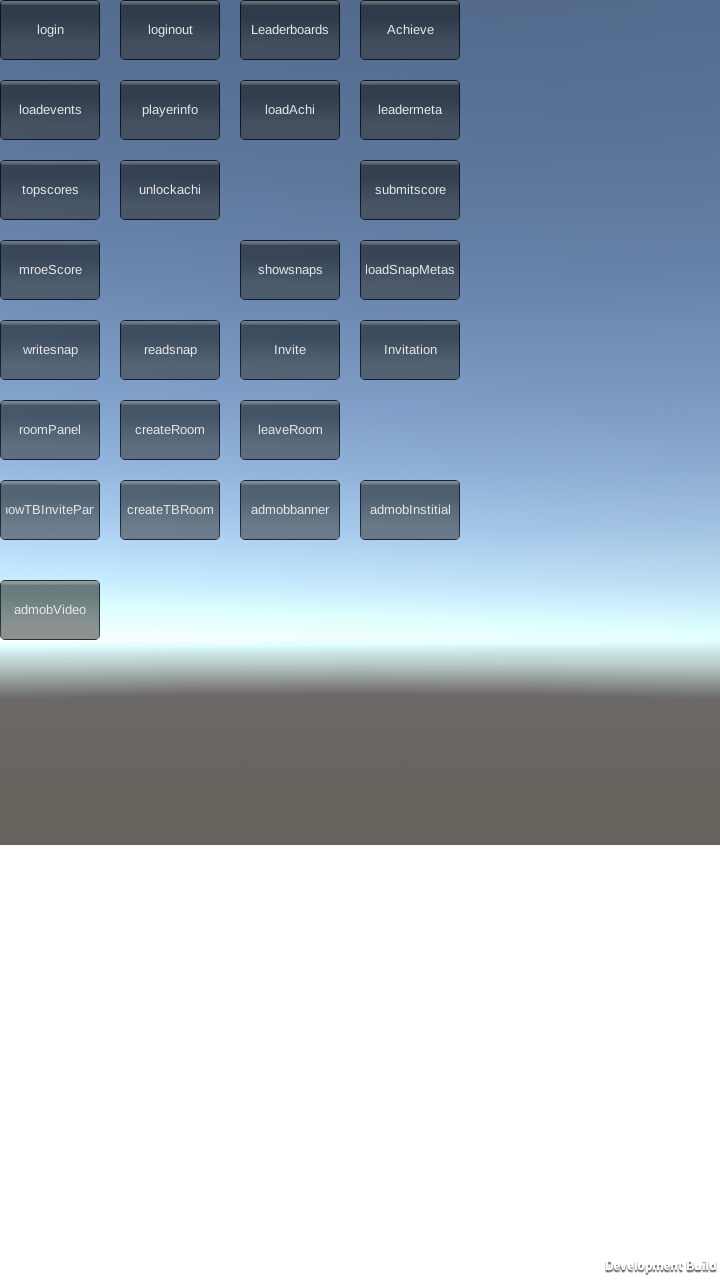 login loginout Leaderboards Achieve
loadevents playerinfo loadAchi leadermeta
topscores unlockachi submitscore
mroeScore showsnaps loadSnapMetas
writesnap readsnap Invite Invitation
roomPanel createRoom leaveRoom
howTBInvitePan createTBRoom admobbanner admobInstitial
admobVideo
Development Build